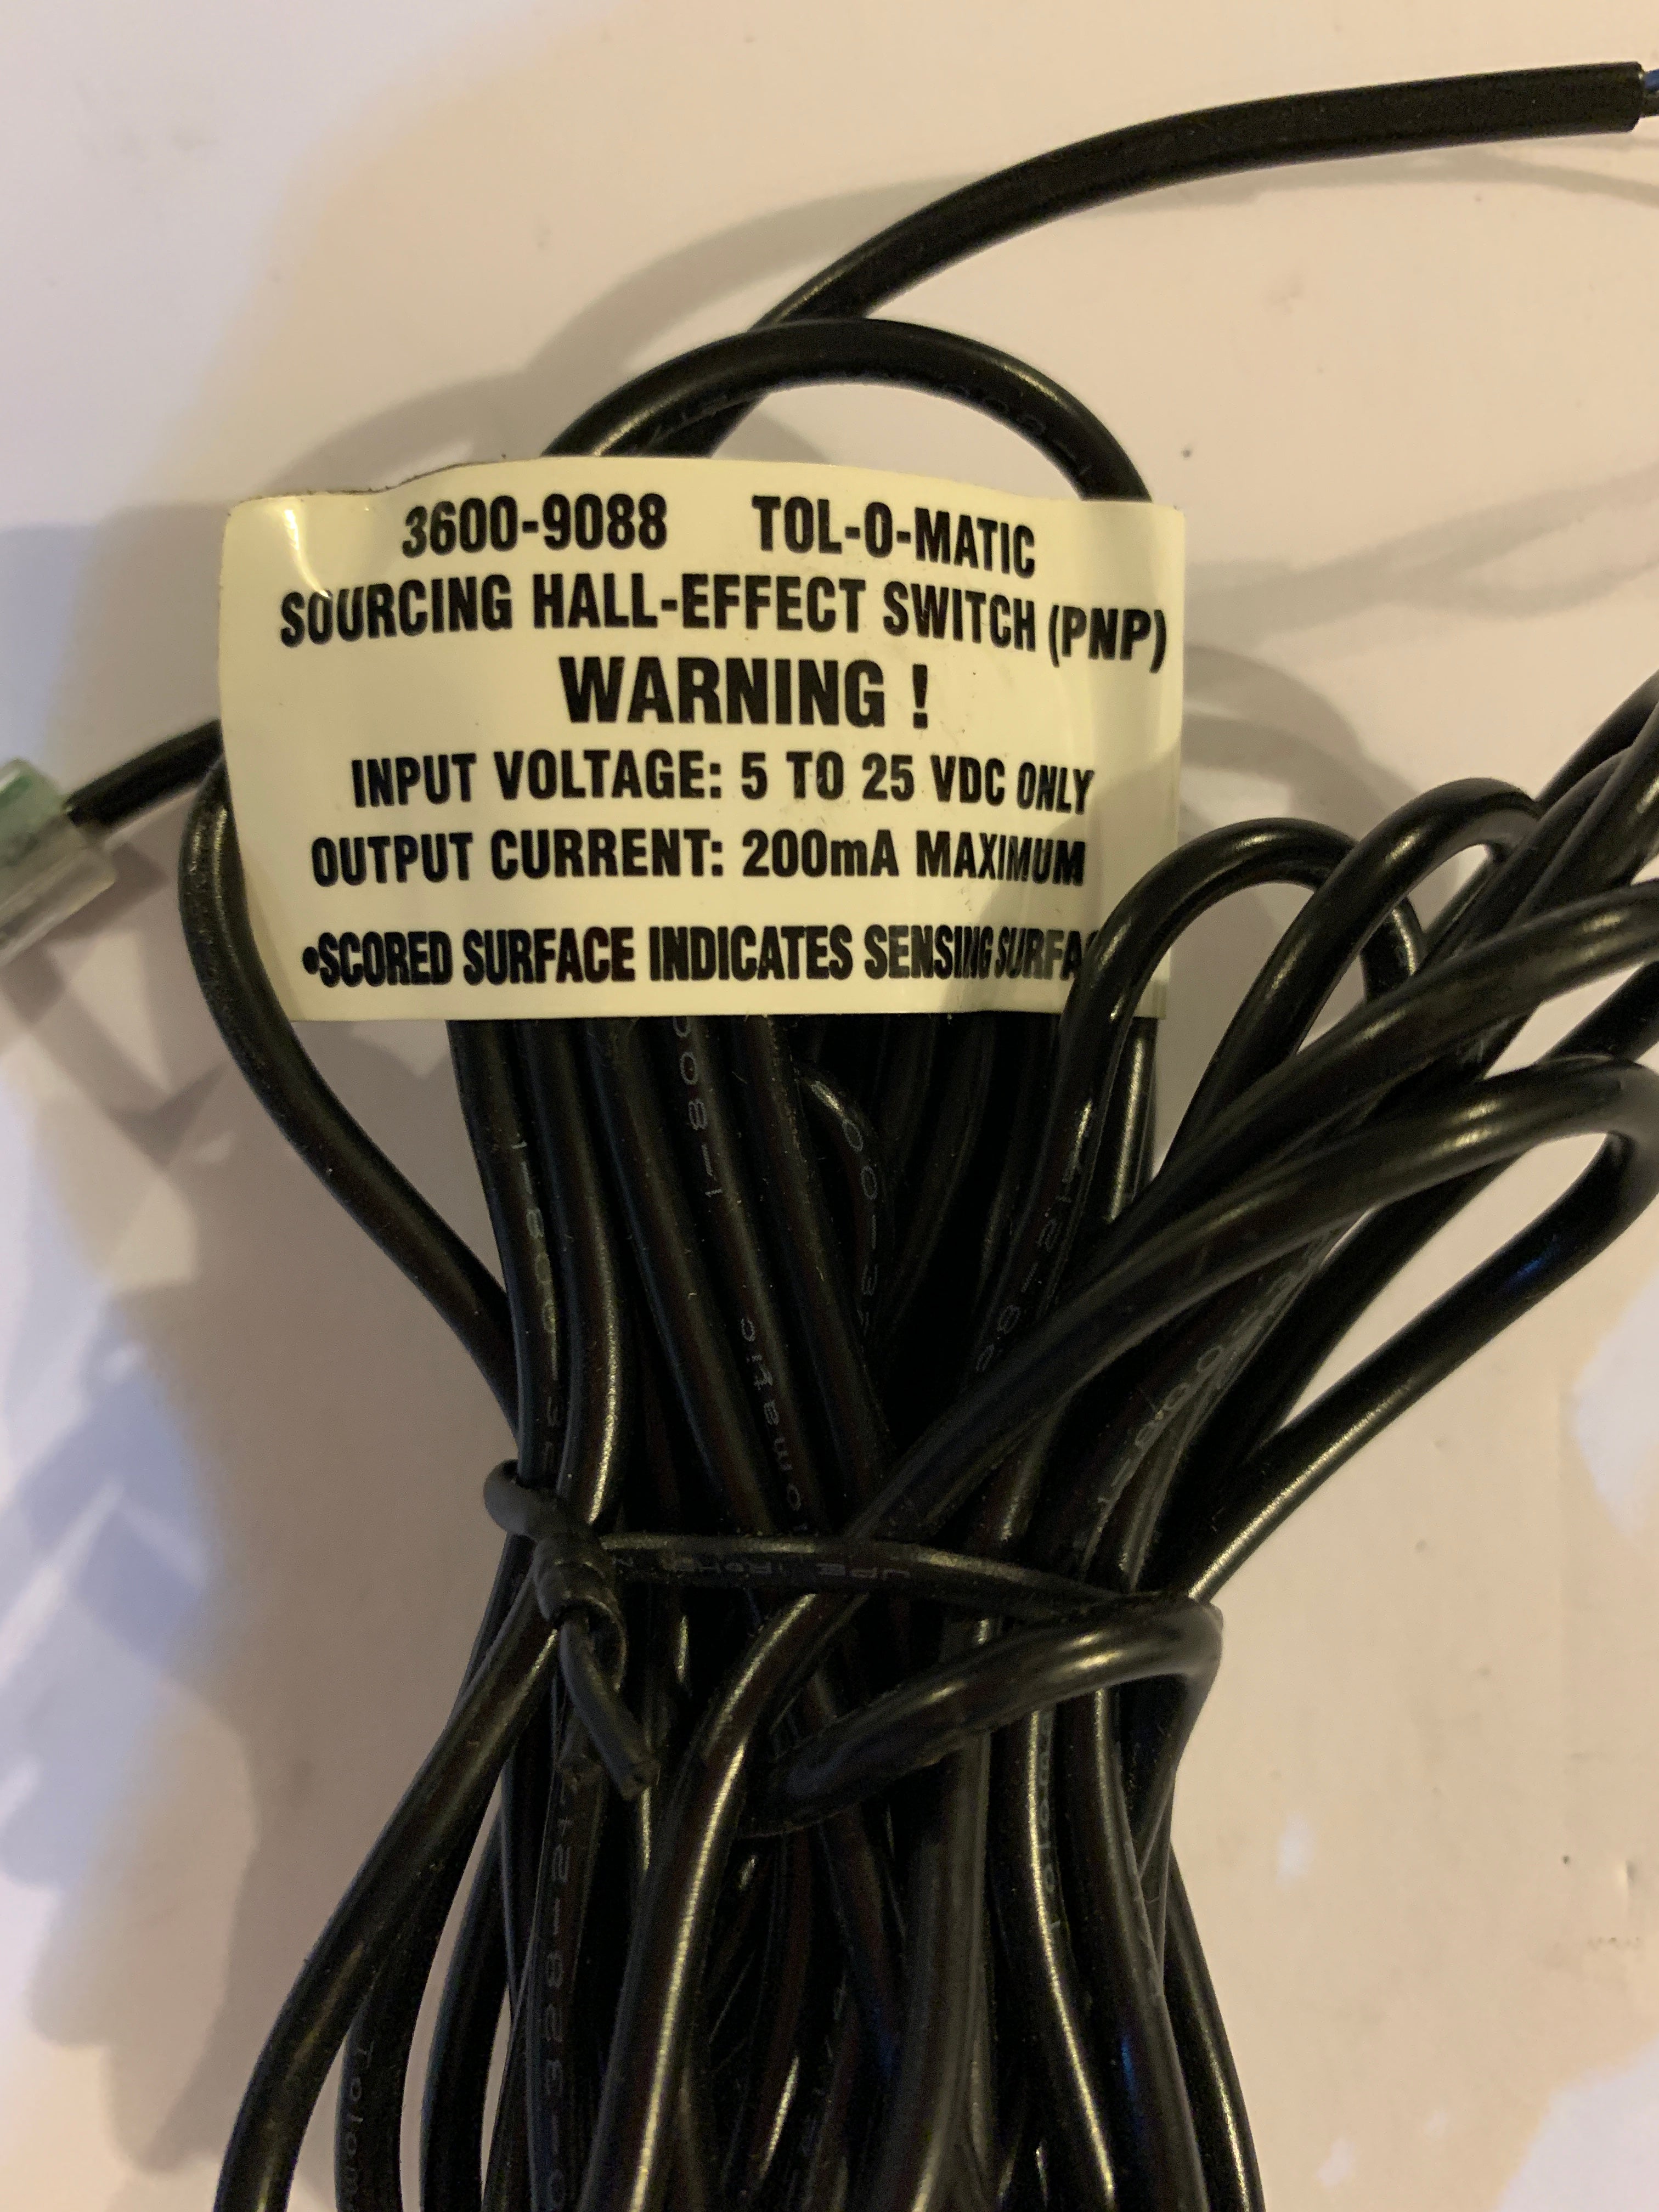 3600-9088 TOL-O-MATIC
SOURCING HALL-EFFECT SWITCH (PNP)
WARNING !
INPUT VOLTAGE: 5 TO 25 VDC ONLY
OUTPUT CURRENT: 200mA MAXIMUM
•SCORED SURFACE INDICATES SENSING